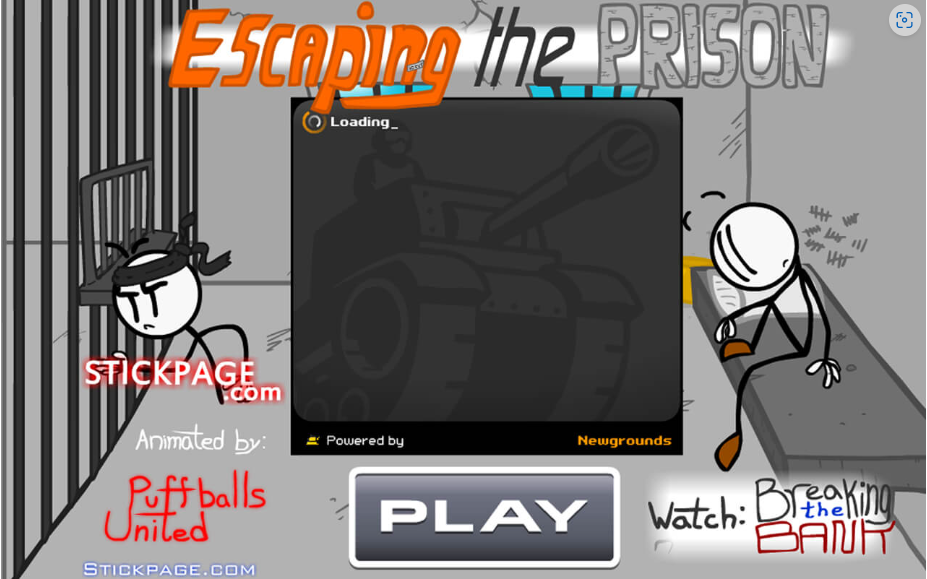 Escaping the PRISON
Loading_
STICKPAGE
.com
Animated by:
Puffballs
United
STICKPAGE.COM
Powered by
Newgrounds
PLAY
Watch: Breaking
the
BANK